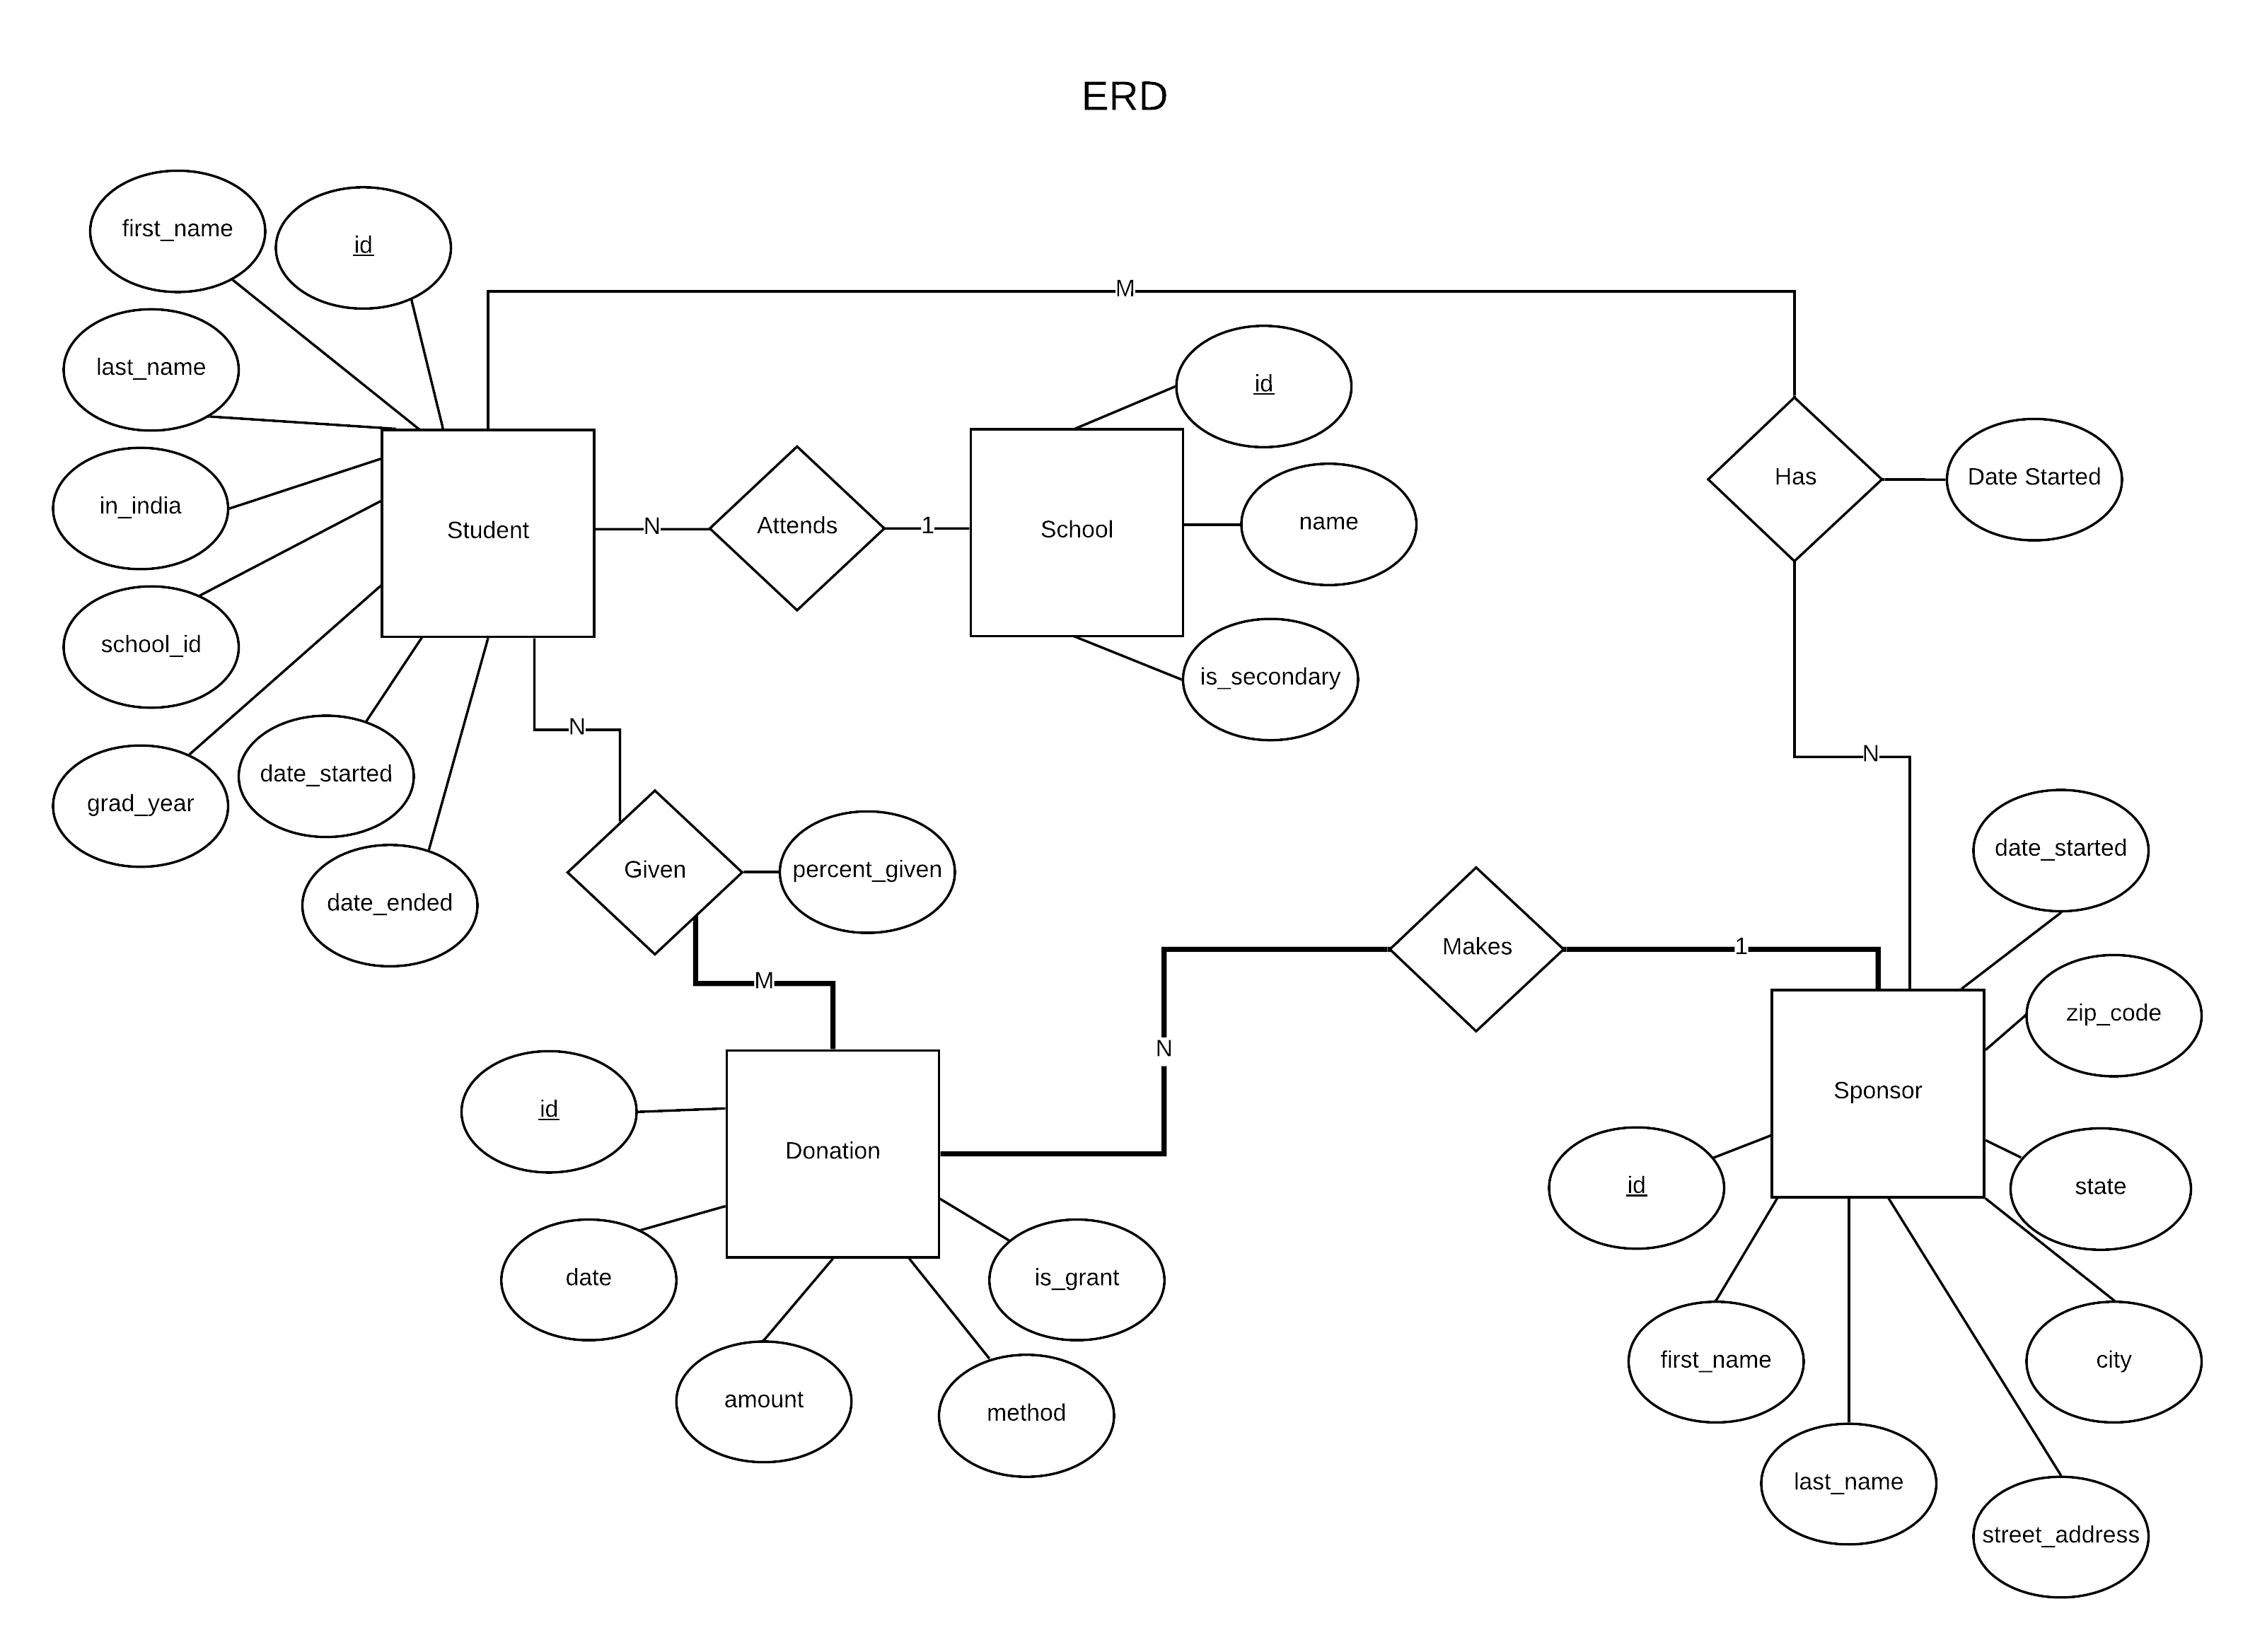 ERD
first_name
id
last_name
M
id
in_india
Student
N
Attends
1
School
name
Has
Date Started
school_id
is_secondary
N
N
grad_year
date_started
date_ended
Given
percent_given
date_started
Makes
1
M
N
zip_code
id
Donation
Sponsor
id
state
date
is_grant
amount
method
first_name
city
last_name
street_address